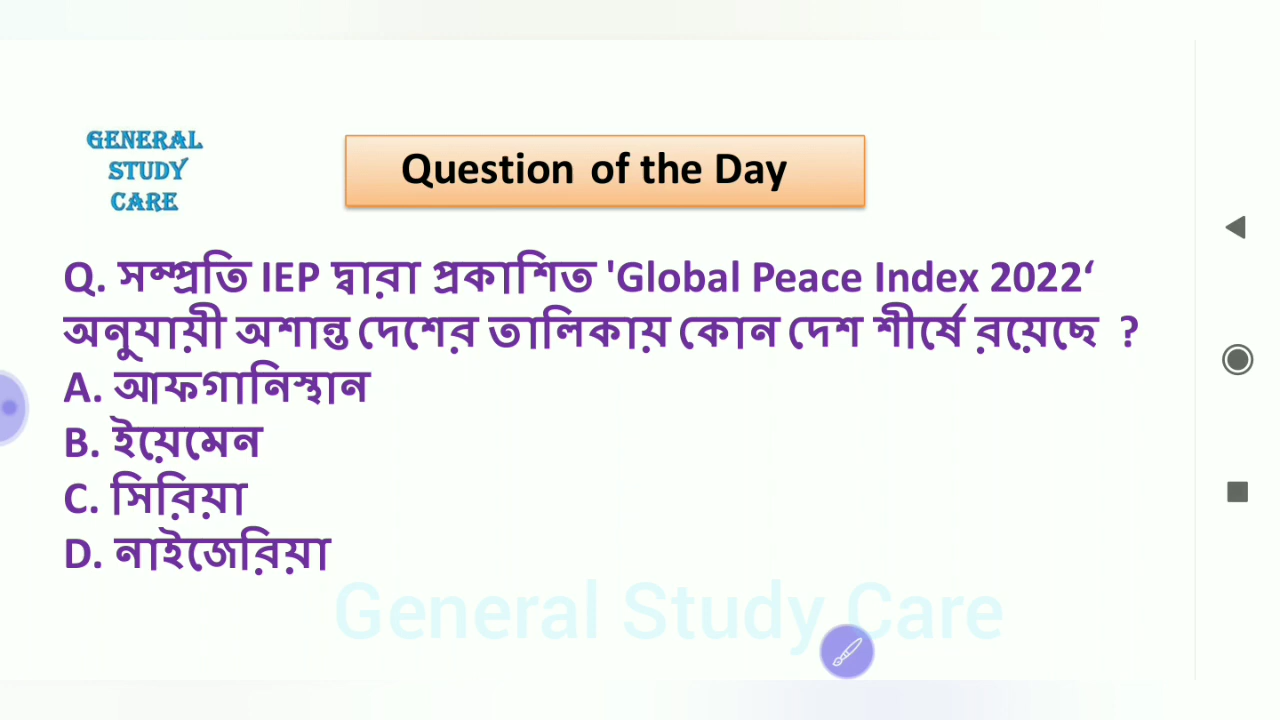 GENERAL
STUDY
CARE
Question of the Day
Q. সম্প্রতি IEP দ্বারা প্রকাশিত 'Global Peace Index 2022‘
অনুযায়ী অশান্ত দেশের তালিকায় কোন দেশ শীর্ষে রয়েছে ?
A. আফগানিস্থান
B. ইয়েমেন
C. সিরিয়া
D. নাইজেরিয়া
General Study Care